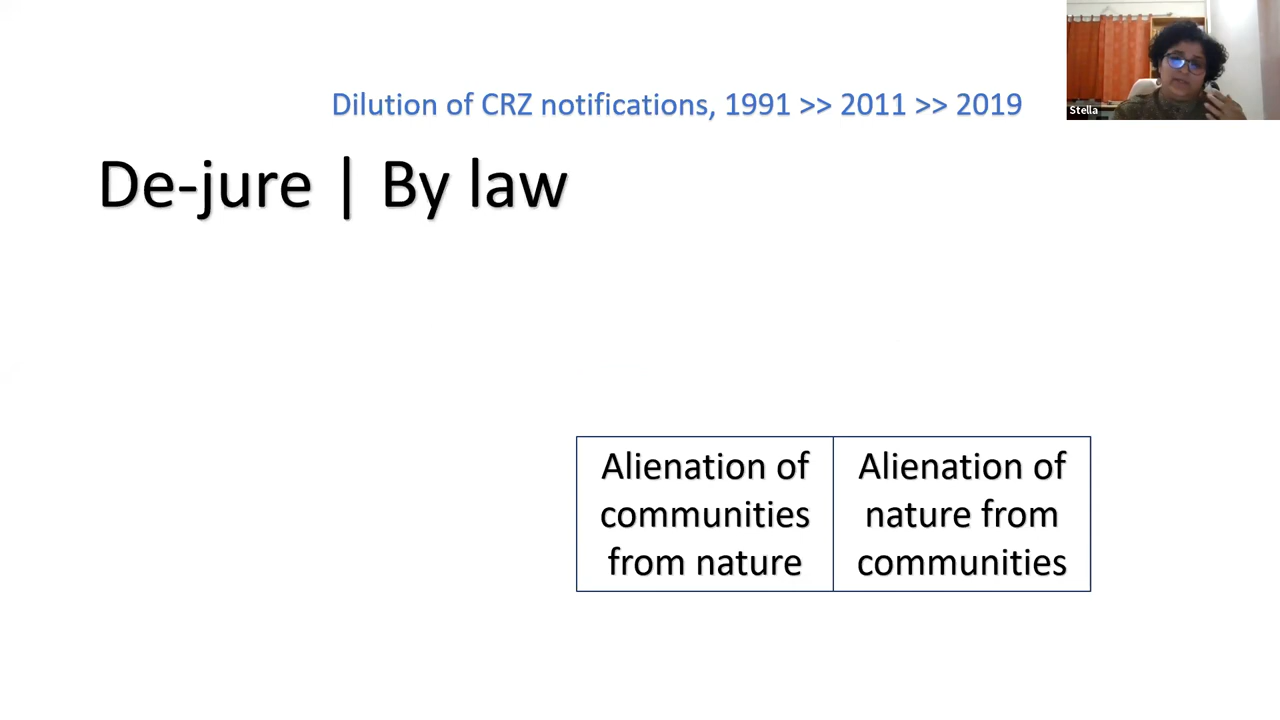 Stella
Dilution of CRZ notifications, 1991 >> 2011 >> 2019
De-jure | By law
Alienation of
communities
from nature
Alienation of
nature from
communities